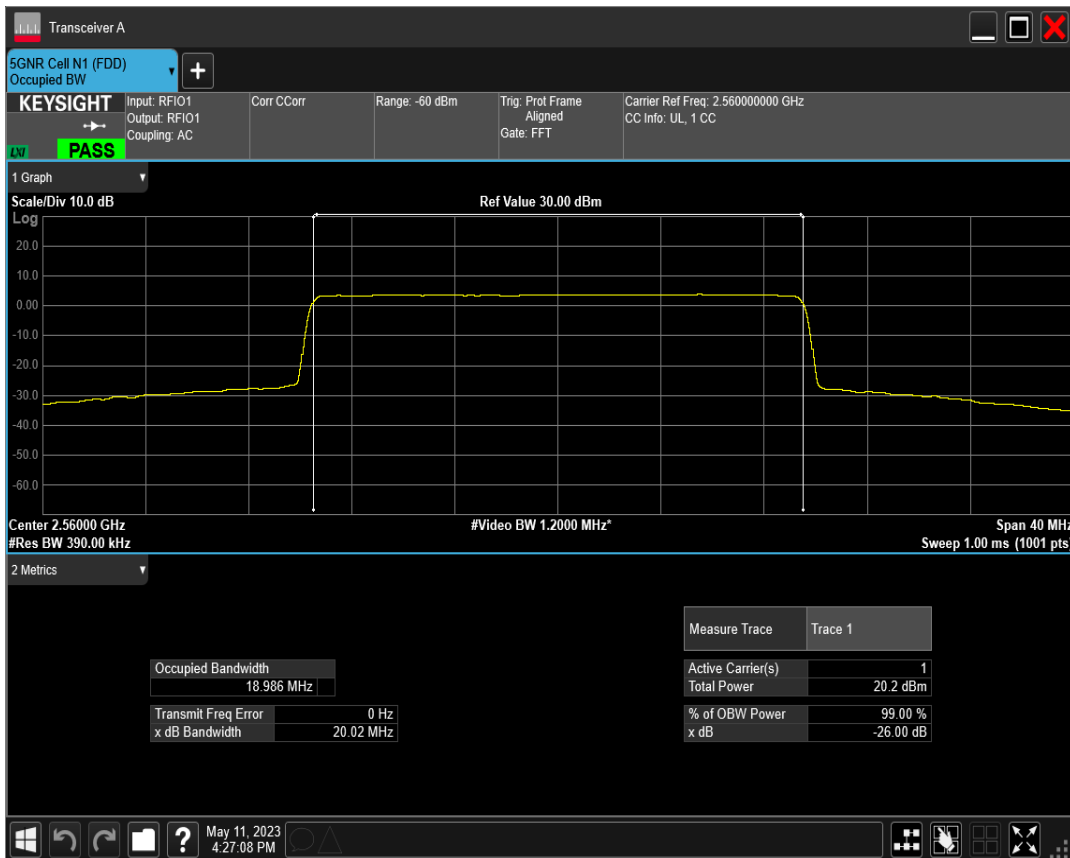 Transceiver A
5GNR Cell N1 (FDD)
Occupied BW
KEYSIGHT
LXI
PASS
Input: RFIO1
Output: RFIO1
Coupling: AC
Corr CCorr
Range: -60 dBm
Trig: Prot Frame
Aligned
Gate: FFT
Carrier Ref Freq: 2.560000000 GHz
CC Info: UL, 1 CC
1 Graph
Scale/Div 10.0 dB
Ref Value 30.00 dBm
Log
20.0
10.0
0.00
-10.0
-20.0
-30.0
-40.0
-50.0
-60.0
Center 2.56000 GHz
#Video BW 1.2000 MHz*
Span 40 MHz
#Res BW 390.00 kHz
Sweep 1.00 ms (1001 pts)
2 Metrics
Measure Trace Trace 1
Occupied Bandwidth
18.986 MHz
Active Carrier(s) 1
Total Power 20.2 dBm
Transmit Freq Error 0 Hz
x dB Bandwidth 20.02 MHz
% of OBW Power 99.00 %
x dB -26.00 dB
?
May 11, 2023
4:27:08 PM